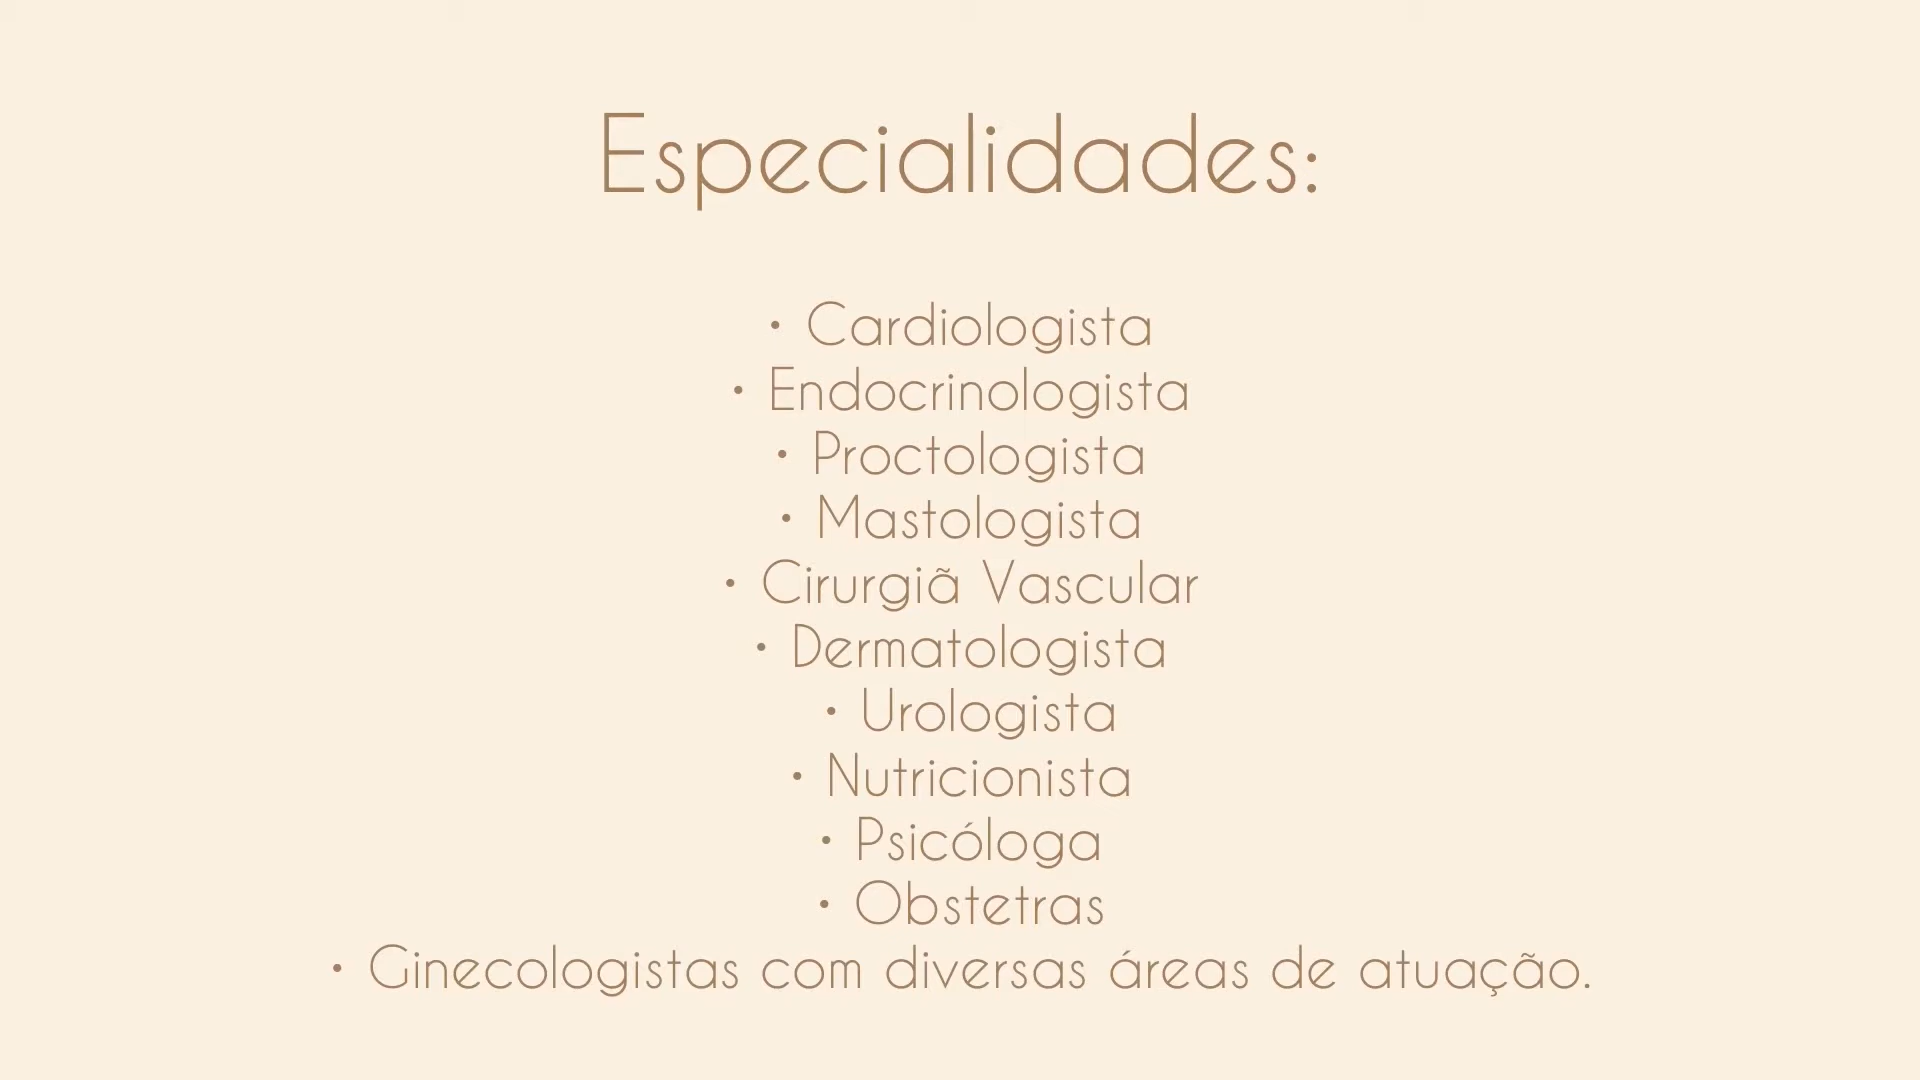 Especialidades:
• Cardiologista
• Endocrinologista
• Proctologista
• Mastologista
• Cirurgiã Vascular
• Dermatologista
• Urologista
• Nutricionista
• Psicóloga
• Obstetras
• Ginecologistas com diversas áreas de atuação.